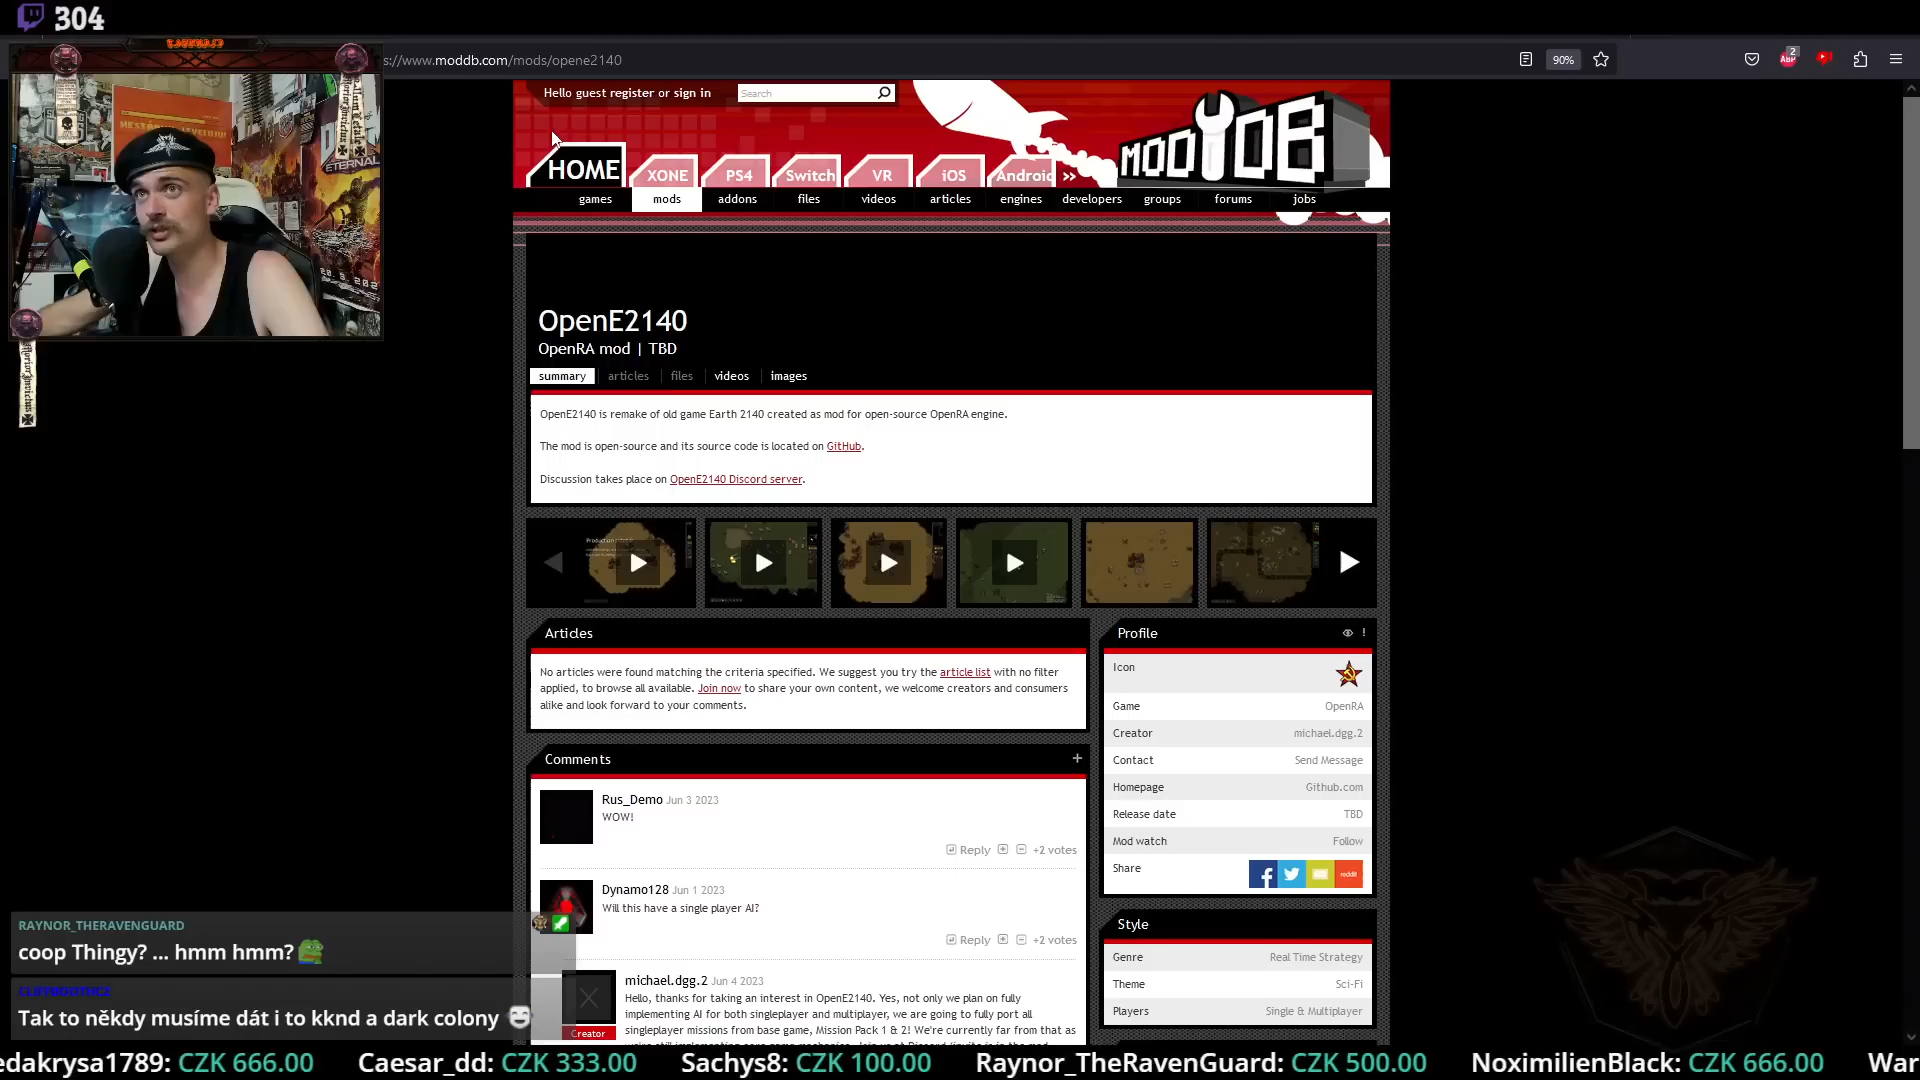 304
s://www.moddb.com/mods/opene2140
90%
2
ABP
Hello guest register or sign in
Search
MODDB
HOME
XONE
PS4
Switch
VR
iOS
Android
»
games
mods
addons
files
videos
articles
engines
developers
groups
forums
jobs
OpenE2140
OpenRA mod | TBD
summary
articles
files
videos
images
OpenE2140 is remake of old game Earth 2140 created as mod for open-source OpenRA engine.
The mod is open-source and its source code is located on GitHub.
Discussion takes place on OpenE2140 Discord server.
Articles
No articles were found matching the criteria specified. We suggest you try the article list with no filter
applied, to browse all available. Join now to share your own content, we welcome creators and consumers
alike and look forward to your comments.
Comments
+
Rus_Demo Jun 3 2023
WOW!
Reply +2 votes
Dynamo128 Jun 1 2023
Will this have a single player AI?
Reply +2 votes
michael.dgg.2 Jun 4 2023
Hello, thanks for taking an interest in OpenE2140. Yes, not only we plan on fully
implementing AI for both singleplayer and multiplayer, we are going to fully port all
singleplayer missions from base game, Mission Pack 1 & 2! We're currently far from that as
Creator
Profile
Icon
Game OpenRA
Creator michael.dgg.2
Contact Send Message
Homepage Github.com
Release date TBD
Mod watch Follow
Share
reddit
Style
Genre Real Time Strategy
Theme Sci-Fi
Players Single & Multiplayer
ETERNAL
RAYNOR_THERAVENGUARD
coop Thingy? ... hmm hmm?
Tak to někdy musíme dát i to kknd a dark colony
edakrysa1789: CZK 666.00 Caesar_dd: CZK 333.00 Sachys8: CZK 100.00 Raynor_TheRavenGuard: CZK 500.00 NoximilienBlack: CZK 666.00 War